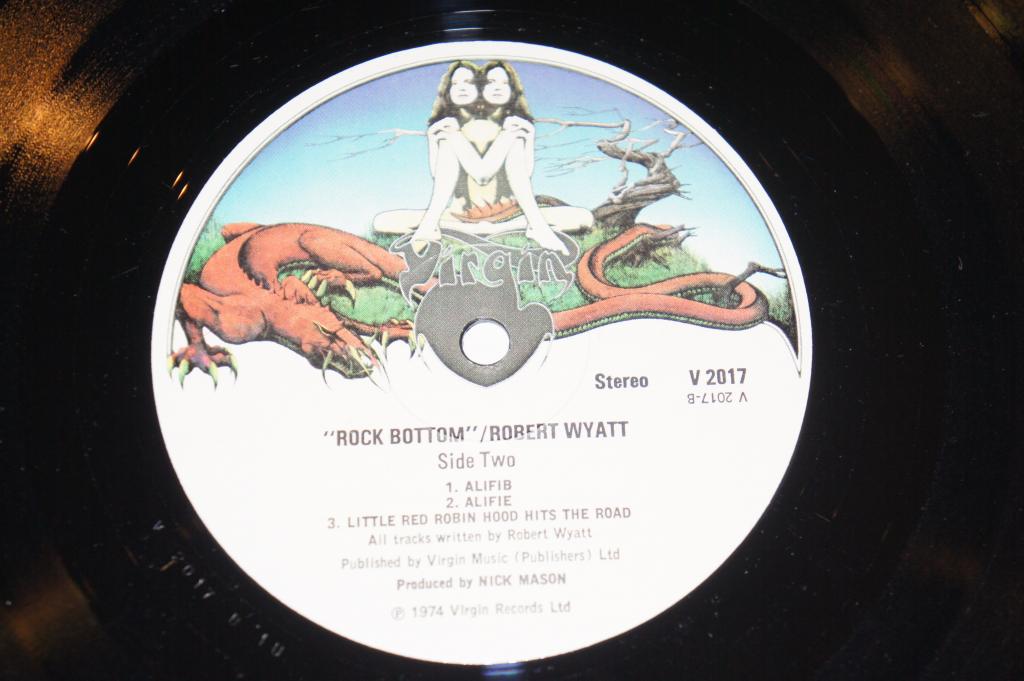 Virgin
Stereo V 2017
V 2017-B
"ROCK BOTTOM"/ROBERT WYATT
Side Two
1. ALIFIB
2. ALIFIE
3. LITTLE RED ROBIN HOOD HITS THE ROAD
All tracks written by Robert Wyatt
Published by Virgin Music (Publishers) Ltd
Produced by NICK MASON
℗ 1974 Virgin Records Ltd